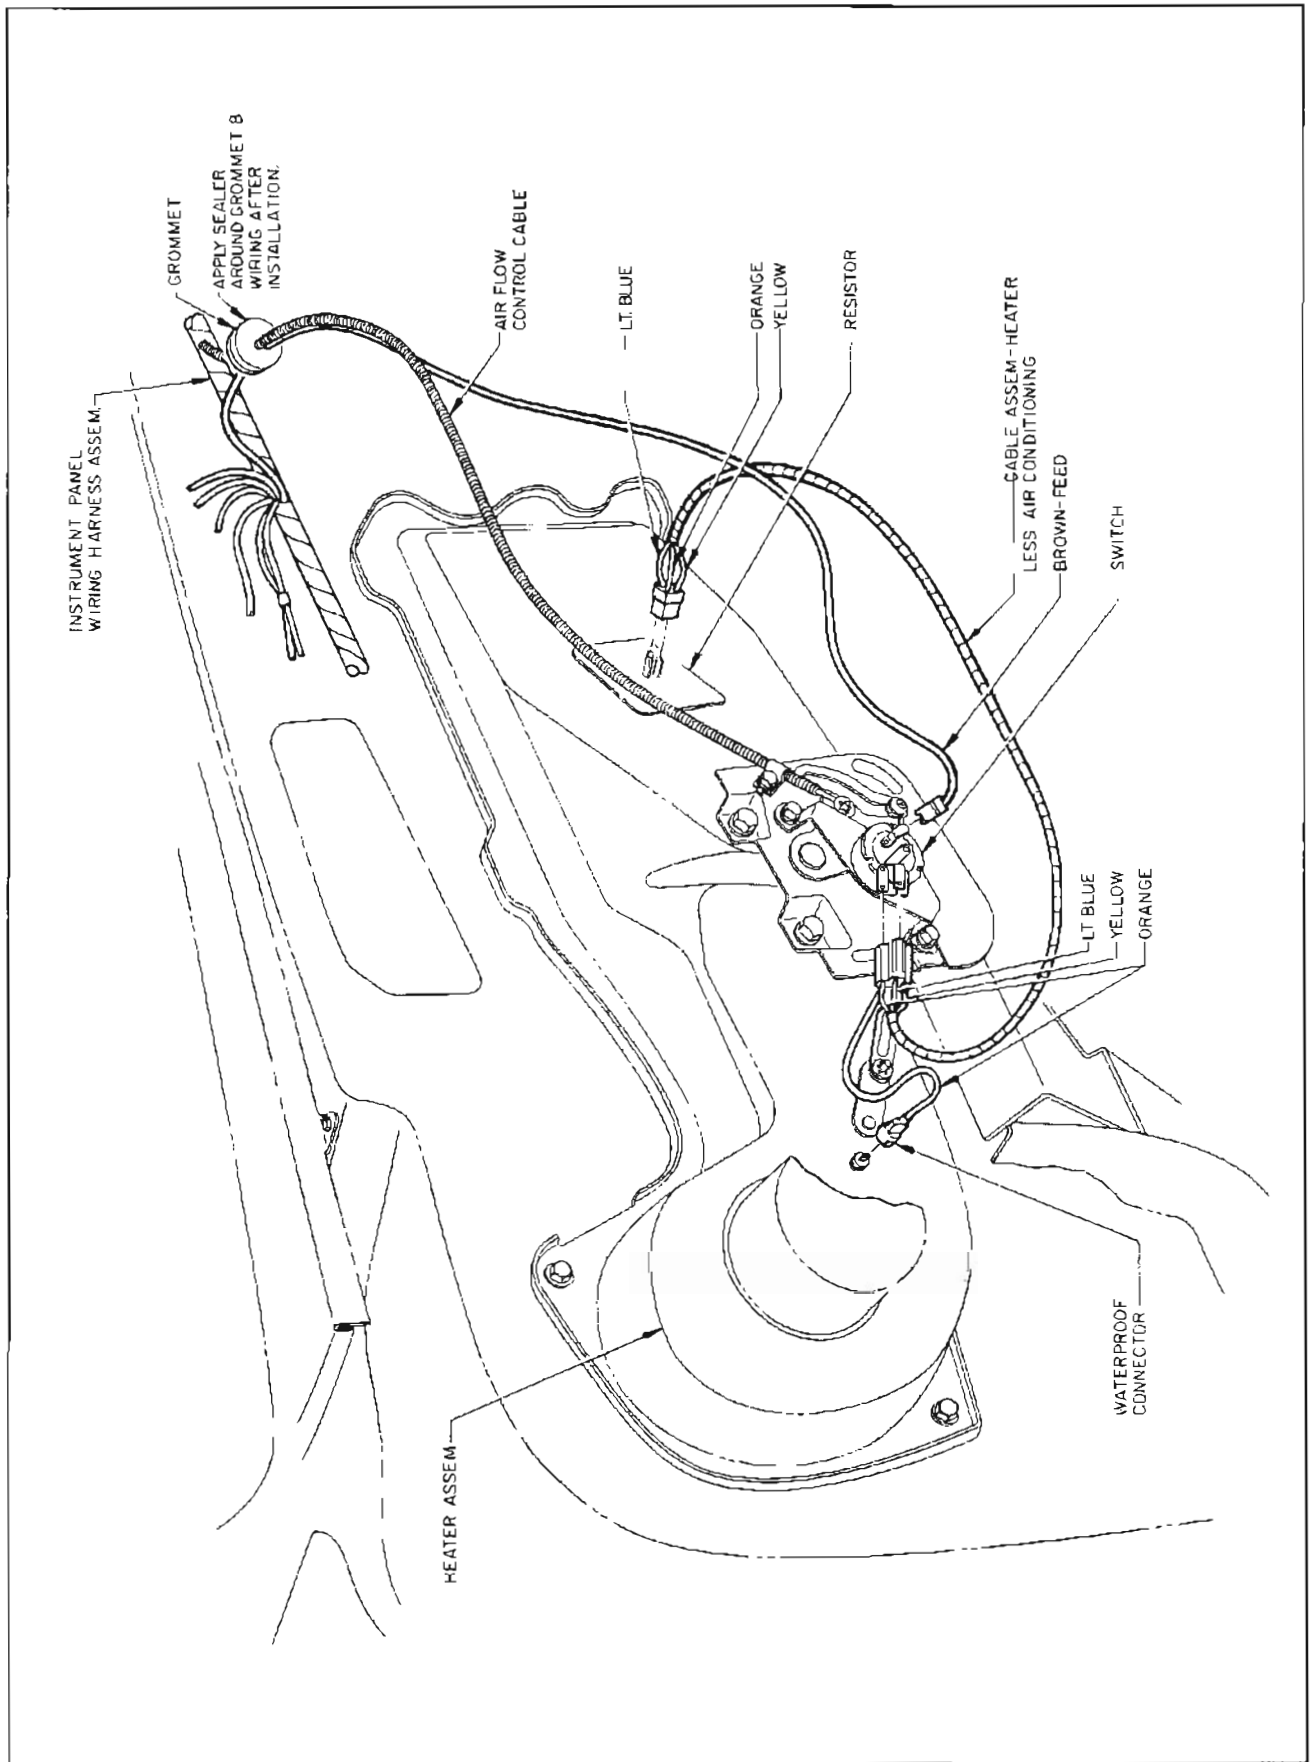 INSTRUMENT PANEL
WIRING HARNESS ASSEM.
GROMMET
APPLY SEALER
AROUND GROMMET 8
WIRING AFTER
INSTALLATION.
AIR FLOW
CONTROL CABLE
LT. BLUE
ORANGE
YELLOW
RESISTOR
CABLE ASSEM-HEATER
LESS AIR CONDITIONING
BROWN-FEED
SWITCH
LT BLUE
YELLOW
ORANGE
WATERPROOF
CONNECTOR
HEATER ASSEM